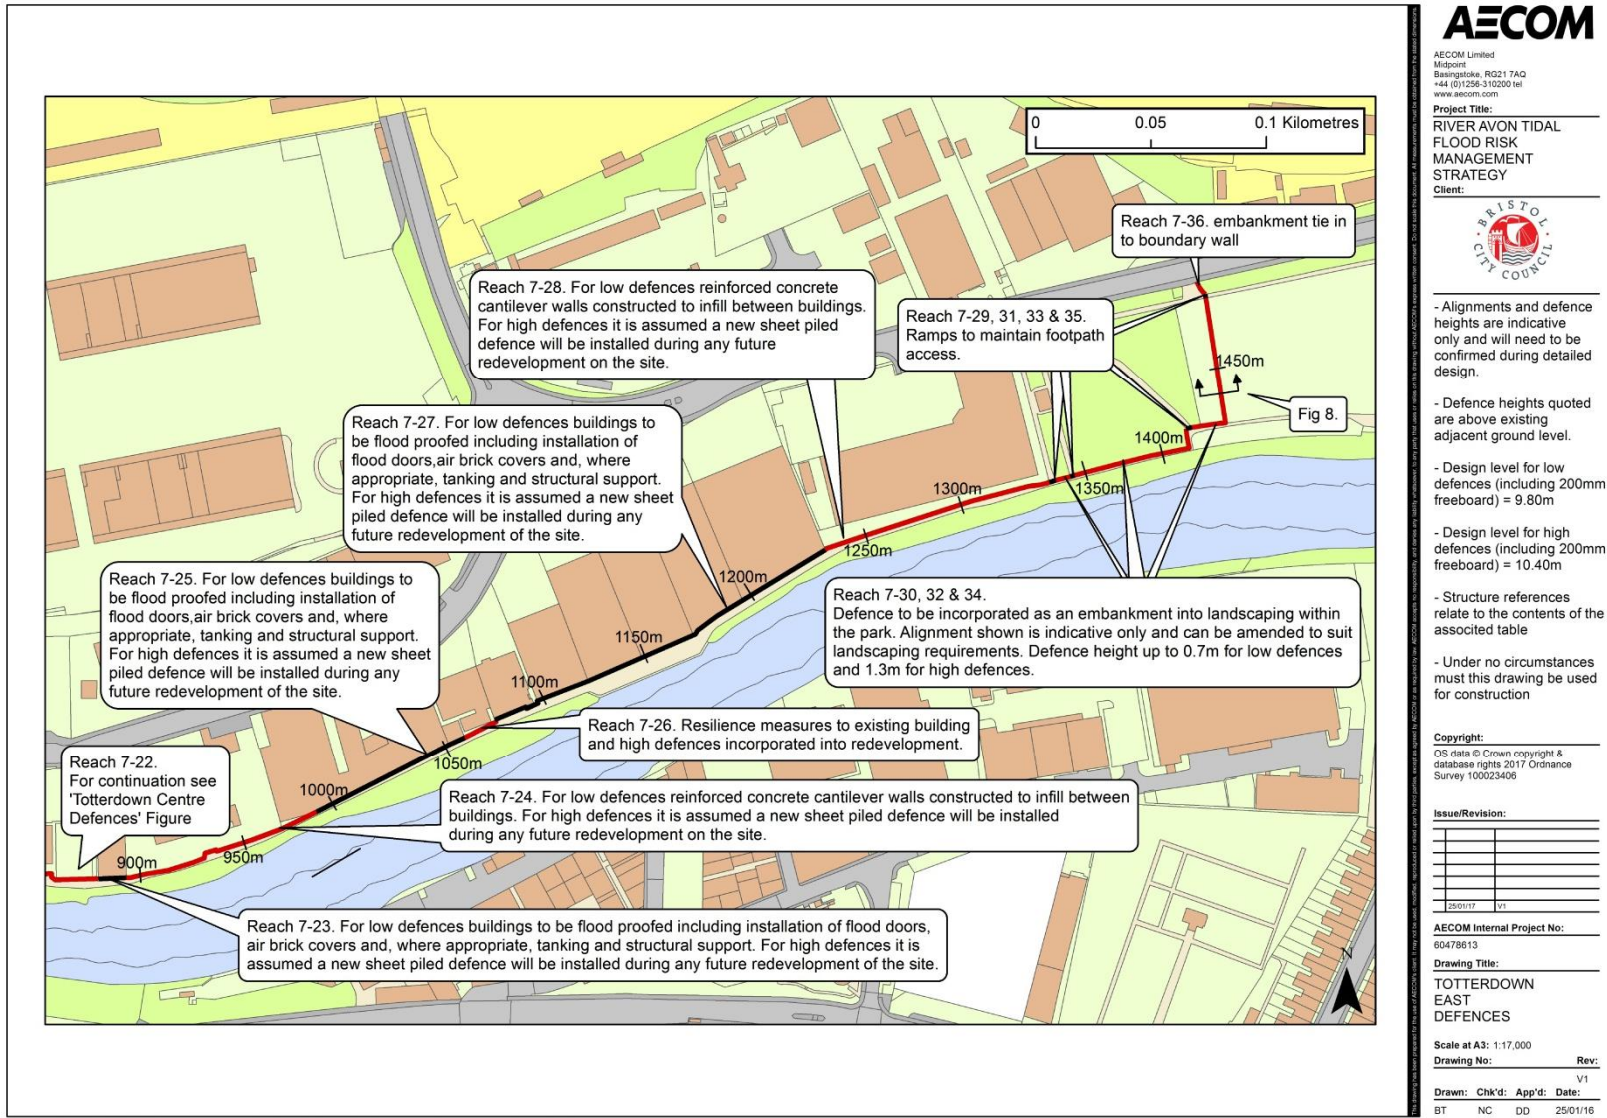 Reach 7-36. embankment tie in
to boundary wall
0 0.05 0.1 Kilometres
Reach 7-28. For low defences reinforced concrete
cantilever walls constructed to infill between buildings.
For high defences it is assumed a new sheet piled
defence will be installed during any future
redevelopment on the site.
Reach 7-29, 31, 33 & 35.
Ramps to maintain footpath
access.
1450m
Fig 8.
Reach 7-27. For low defences buildings to
be flood proofed including installation of
flood doors,air brick covers and, where
appropriate, tanking and structural support.
For high defences it is assumed a new sheet
piled defence will be installed during any
future redevelopment of the site.
1400m
1350m
1300m
1250m
1200m
1150m
1100m
Reach 7-25. For low defences buildings to
be flood proofed including installation of
flood doors,air brick covers and, where
appropriate, tanking and structural support.
For high defences it is assumed a new sheet
piled defence will be installed during any
future redevelopment of the site.
Reach 7-30, 32 & 34.
Defence to be incorporated as an embankment into landscaping within
the park. Alignment shown is indicative only and can be amended to suit
landscaping requirements. Defence height up to 0.7m for low defences
and 1.3m for high defences.
Reach 7-26. Resilience measures to existing building
and high defences incorporated into redevelopment.
1050m
1000m
950m
900m
Reach 7-22.
For continuation see
'Totterdown Centre
Defences' Figure
Reach 7-24. For low defences reinforced concrete cantilever walls constructed to infill between
buildings. For high defences it is assumed a new sheet piled defence will be installed
during any future redevelopment on the site.
Reach 7-23. For low defences buildings to be flood proofed including installation of flood doors,
air brick covers and, where appropriate, tanking and structural support. For high defences it is
assumed a new sheet piled defence will be installed during any future redevelopment of the site.
N
AECOM
AECOM Limited
Midpoint
Basingstoke, RG21 7AQ
+44 (0)1256-310200 tel
www.aecom.com
Project Title:
RIVER AVON TIDAL
FLOOD RISK
MANAGEMENT
STRATEGY
Client:
BRISTOL
CITY COUNCIL
- Alignments and defence
heights are indicative
only and will need to be
confirmed during detailed
design.
- Defence heights quoted
are above existing
adjacent ground level.
- Design level for low
defences (including 200mm
freeboard) = 9.80m
- Design level for high
defences (including 200mm
freeboard) = 10.40m
- Structure references
relate to the contents of the
associted table
- Under no circumstances
must this drawing be used
for construction
Copyright:
OS data © Crown copyright &
database rights 2017 Ordnance
Survey 100023406
Issue/Revision:
25/01/17 V1
AECOM Internal Project No:
60478613
Drawing Title:
TOTTERDOWN
EAST
DEFENCES
Scale at A3: 1:17,000
Drawing No: Rev:
V1
Drawn: Chk'd: App'd: Date:
BT NC DD 25/01/16